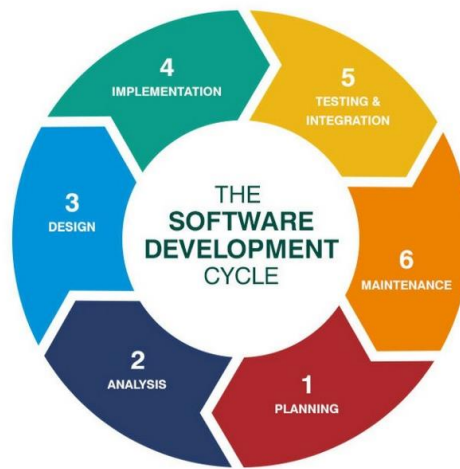 THE
SOFTWARE
DEVELOPMENT
CYCLE
1
PLANNING
2
ANALYSIS
3
DESIGN
4
IMPLEMENTATION
5
TESTING &
INTEGRATION
6
MAINTENANCE